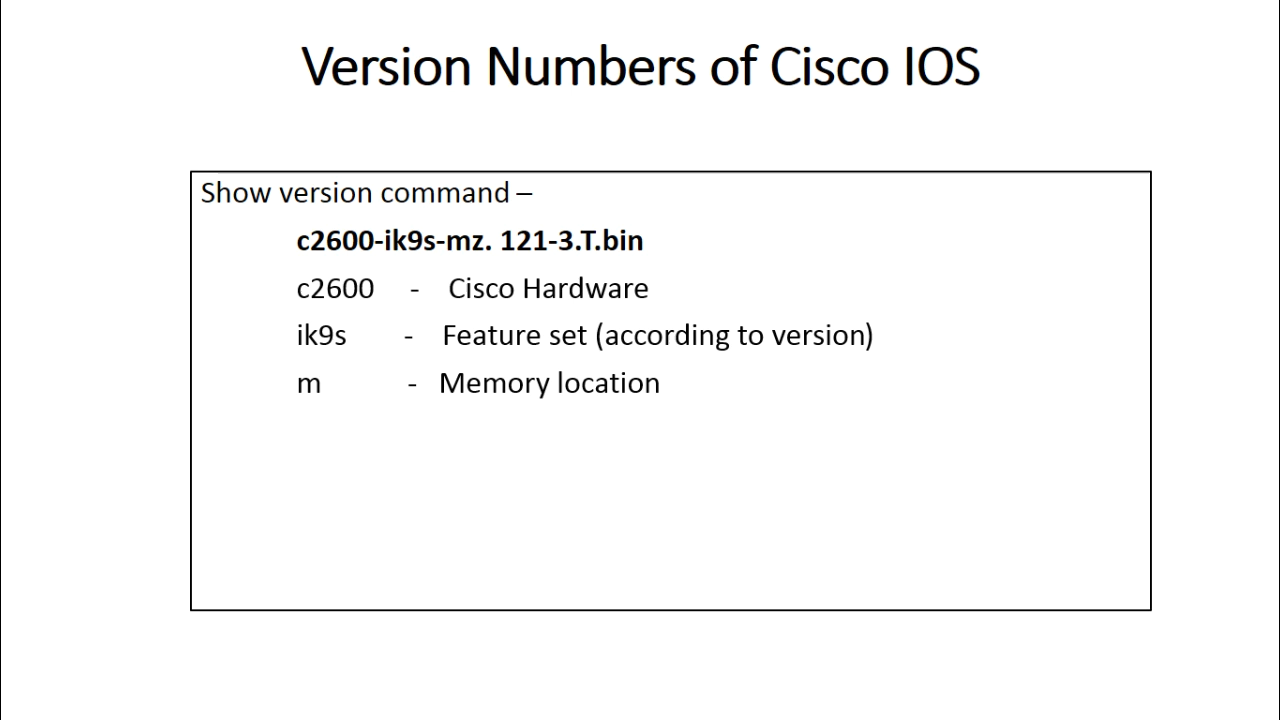 Version Numbers of Cisco IOS
Show version command –
c2600-ik9s-mz. 121-3.T.bin
c2600 - Cisco Hardware
ik9s - Feature set (according to version)
m - Memory location